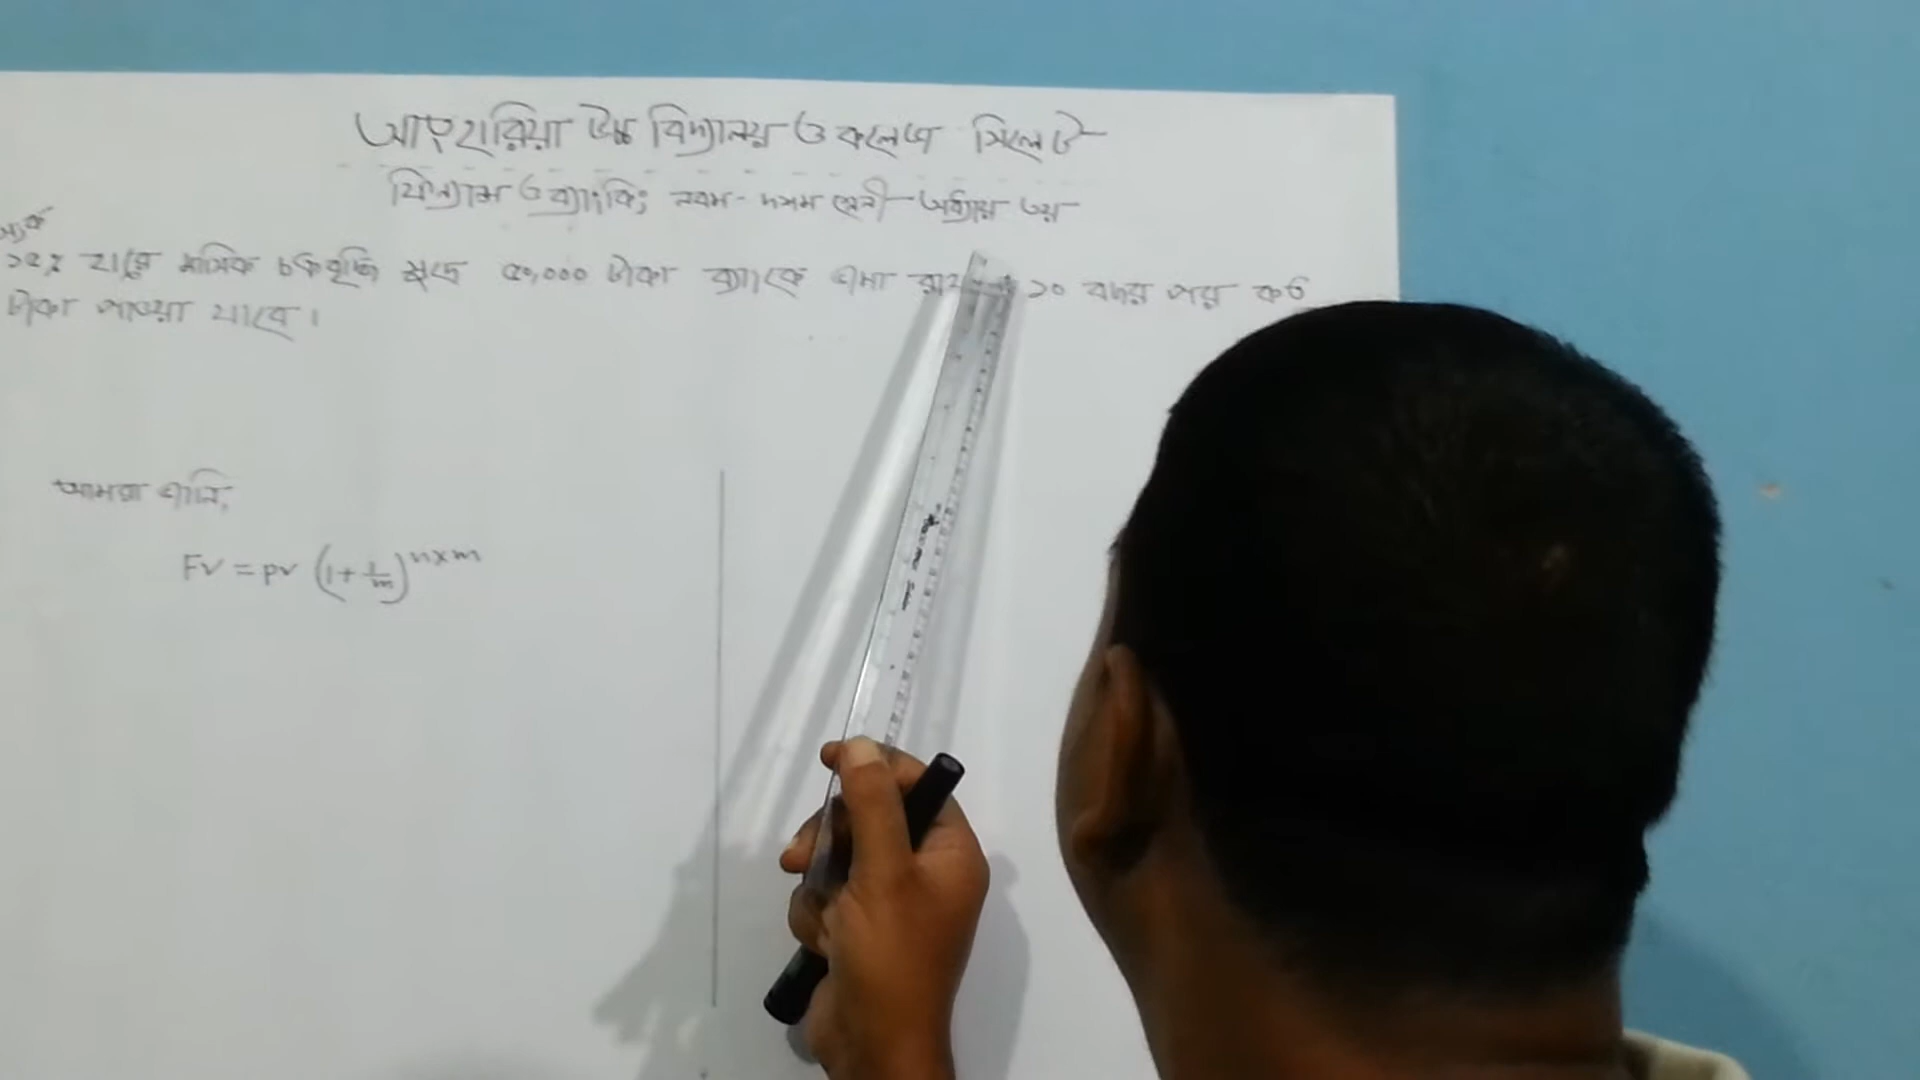 আংহারিয়া উচ্চ বিদ্যালয় ও কলেজ সিলেট
ফিন্যান্স ও ব্যাংকিং নবম-দশম শ্রেনী অধ্যায় ৩য়
১২% হারে মাসিক চক্রবৃদ্ধি সুদে ৫০,০০০ টাকা ব্যাংকে জমা ১০ বছর পর কত
টাকা পাওয়া যাবে।
আমরা জানি,
FV = PV (1 + i/m)^n×m